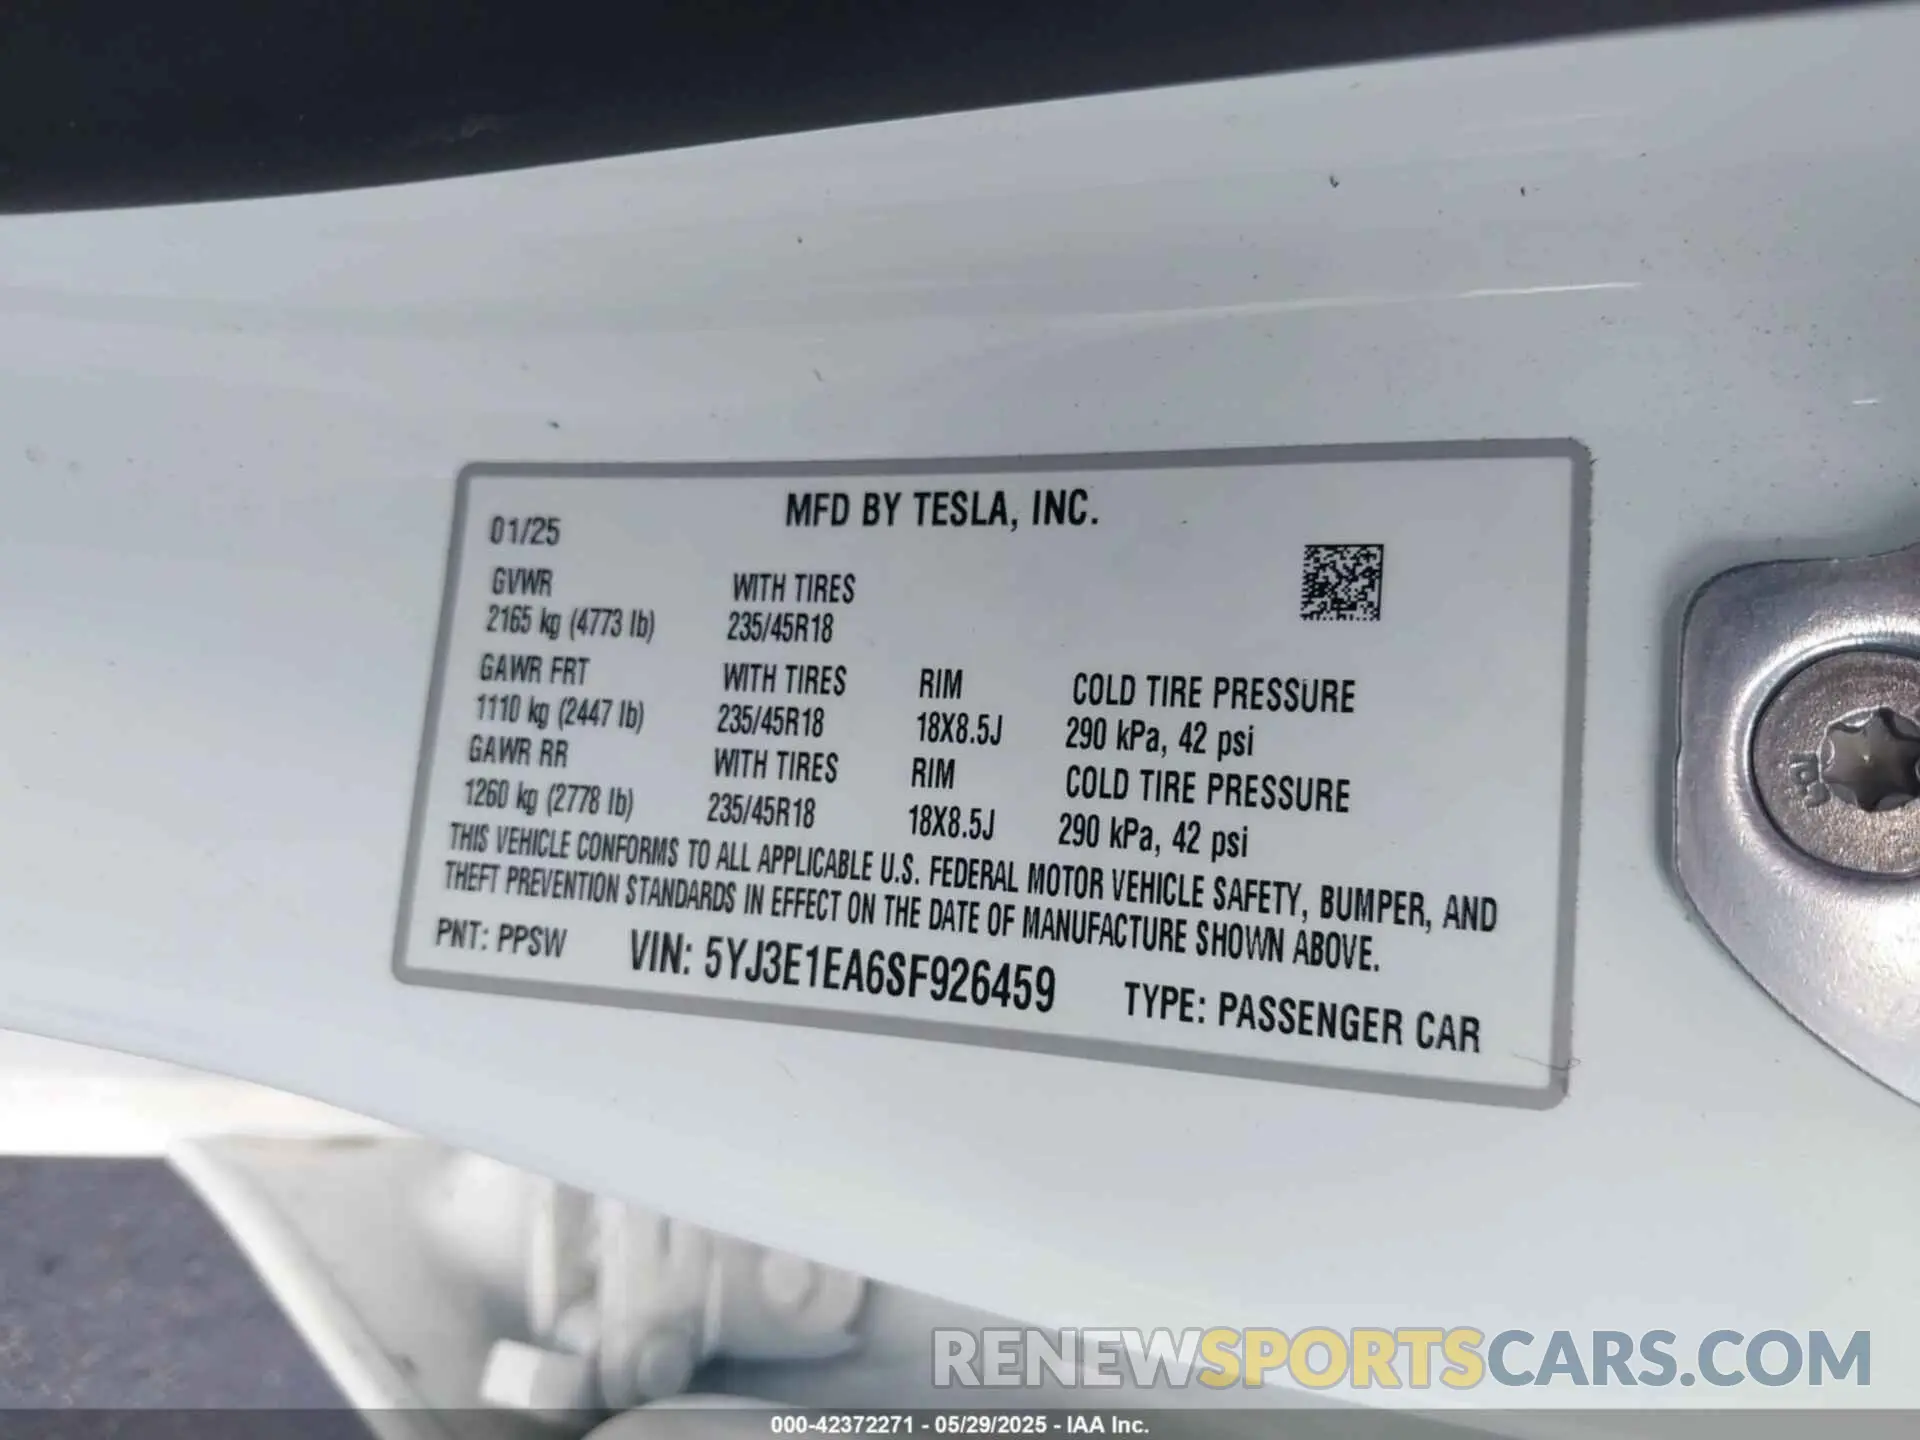 MFD BY TESLA, INC.
01/25
GVWR WITH TIRES
2165 kg (4773 lb) 235/45R18
GAWR FRT WITH TIRES RIM COLD TIRE PRESSURE
1110 kg (2447 lb) 235/45R18 18X8.5J 290 kPa, 42 psi
GAWR RR WITH TIRES RIM COLD TIRE PRESSURE
1260 kg (2778 lb) 235/45R18 18X8.5J 290 kPa, 42 psi
THIS VEHICLE CONFORMS TO ALL APPLICABLE U.S. FEDERAL MOTOR VEHICLE SAFETY, BUMPER, AND
THEFT PREVENTION STANDARDS IN EFFECT ON THE DATE OF MANUFACTURE SHOWN ABOVE.
PNT: PPSW VIN: 5YJ3E1EA6SF926459 TYPE: PASSENGER CAR
RENEWSPORTSCARS.COM
000-42372271 - 05/29/2025 - IAA Inc.